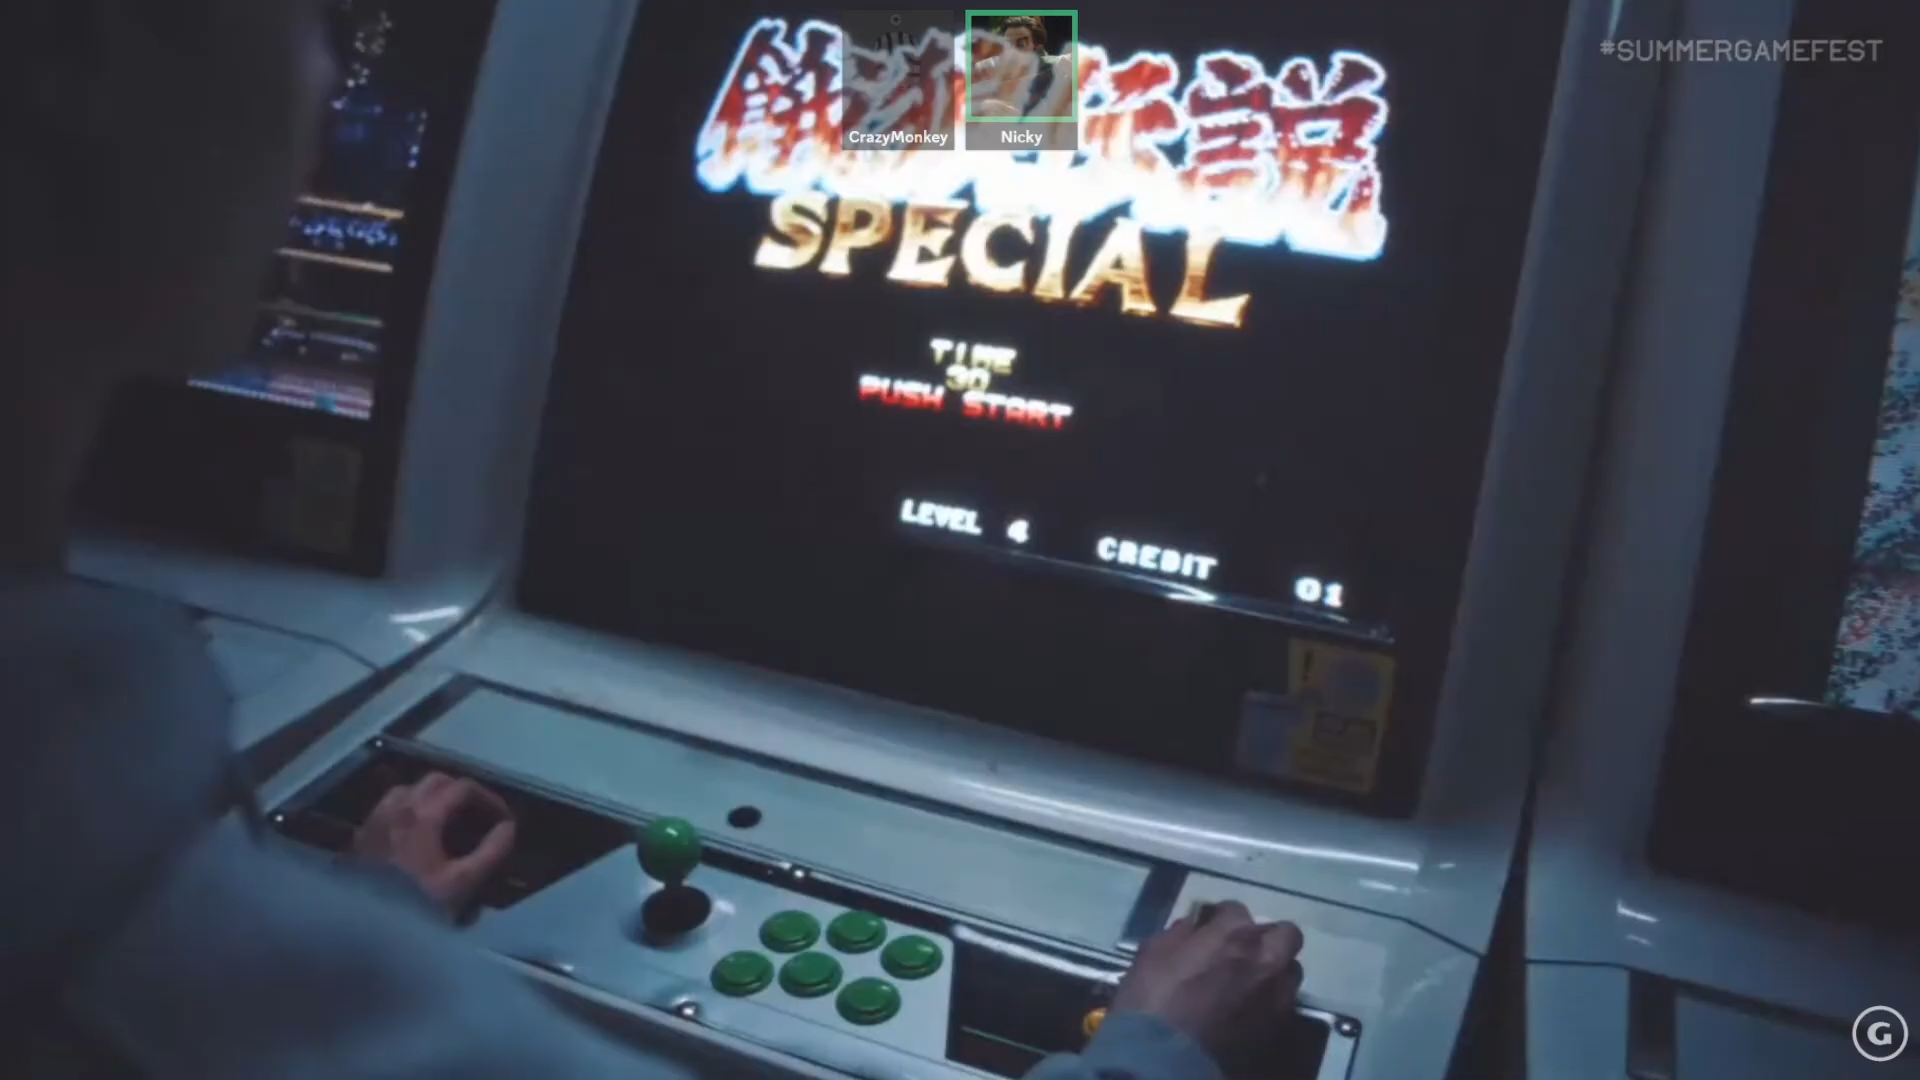 #SUMMERGAMEFEST
CrazyMonkey
Nicky
SPECIAL
TIME
30
PUSH START
LEVEL 4 CREDIT 01